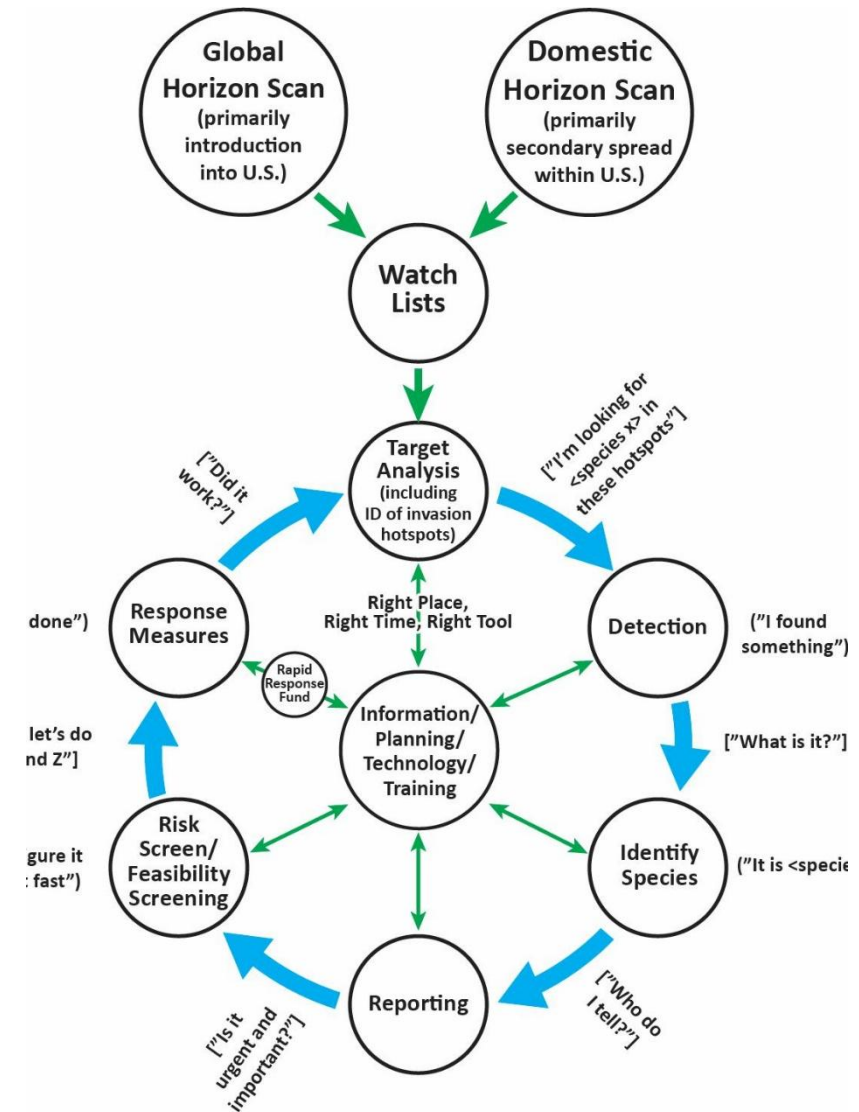 Global
Horizon Scan
(primarily
introduction
into U.S.)
Domestic
Horizon Scan
(primarily
secondary spread
within U.S.)
Watch
Lists
Target
Analysis
(including
ID of invasion
hotspots)
["I'm looking for
<species x> in
these hotspots"]
["Did it
work?"]
Right Place,
Right Time, Right Tool
Response
Measures
done")
Detection
("I found
something")
Rapid
Response
Fund
Information/
Planning/
Technology/
Training
let's do
nd Z"]
["What is it?"]
Risk
Screen/
Feasibility
Screening
gure it
fast")
Identify
Species
("It is <specie
Reporting
["Who do
I tell?"]
["Is it
urgent and
important?"]